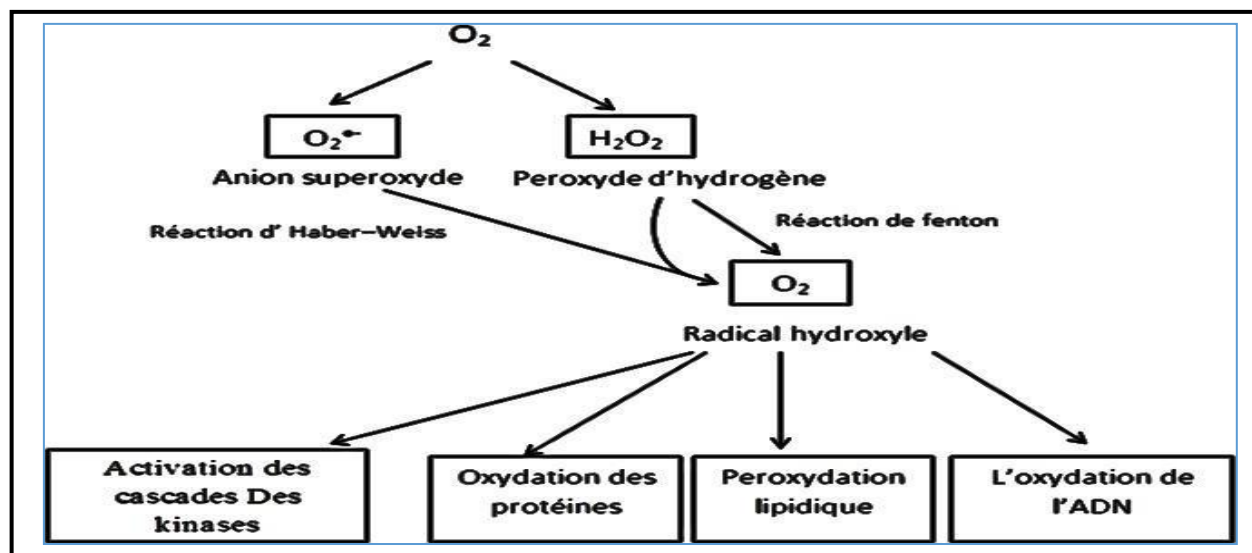 O₂
O₂•-
H₂O₂
Anion superoxyde
Peroxyde d'hydrogène
Réaction d' Haber–Weiss
Réaction de fenton
O₂
Radical hydroxyle
Activation des
cascades Des
kinases
Oxydation des
protéines
Peroxydation
lipidique
L'oxydation de
l'ADN